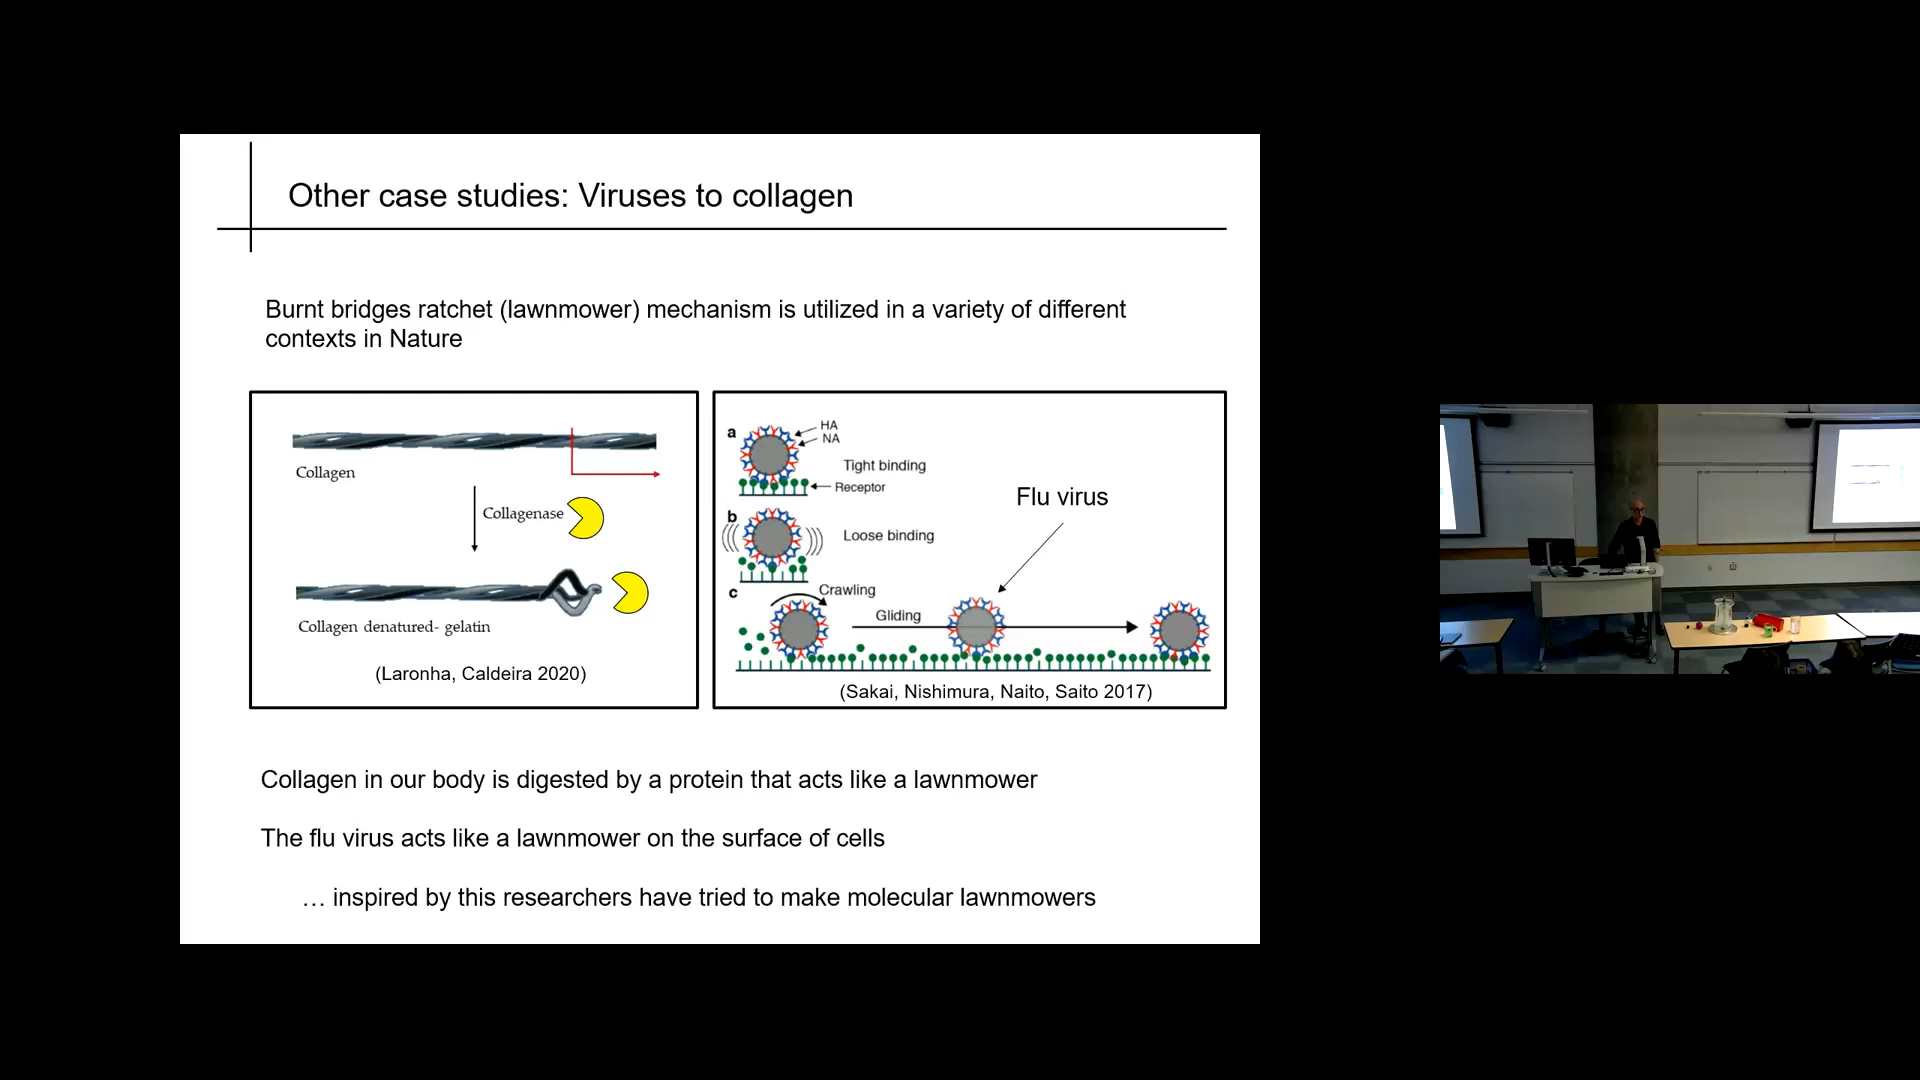 Other case studies: Viruses to collagen
Burnt bridges ratchet (lawnmower) mechanism is utilized in a variety of different
contexts in Nature
Collagen
Collagenase
Collagen denatured- gelatin
(Laronha, Caldeira 2020)
a
HA
NA
Tight binding
Receptor
b
Loose binding
Flu virus
c
Crawling
Gliding
(Sakai, Nishimura, Naito, Saito 2017)
Collagen in our body is digested by a protein that acts like a lawnmower
The flu virus acts like a lawnmower on the surface of cells
… inspired by this researchers have tried to make molecular lawnmowers